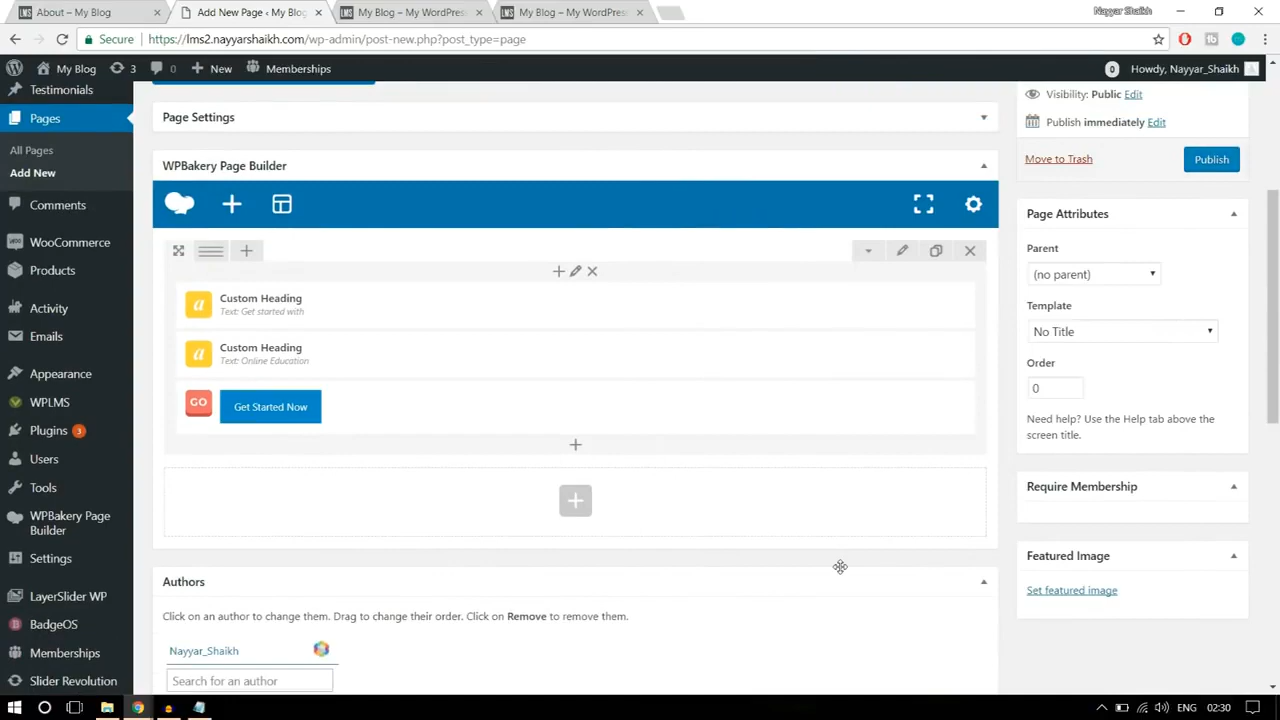 About – My Blog
Add New Page ‹ My Blog
My Blog – My WordPress
My Blog – My WordPress
Nayyar Shaikh
Secure
https://lms2.nayyarshaikh.com/wp-admin/post-new.php?post_type=page
My Blog
3
0
New
Memberships
0
Howdy, Nayyar_Shaikh
Testimonials
Pages
All Pages
Add New
Comments
WooCommerce
Products
Activity
Emails
Appearance
WPLMS
Plugins 3
Users
Tools
WPBakery Page
Builder
Settings
LayerSlider WP
BadgeOS
Memberships
Slider Revolution
Page Settings
WPBakery Page Builder
a
Custom Heading
Text: Get started with
a
Custom Heading
Text: Online Education
GO
Get Started Now
Authors
Click on an author to change them. Drag to change their order. Click on Remove to remove them.
Nayyar_Shaikh
Search for an author
Visibility: Public Edit
Publish immediately Edit
Move to Trash
Publish
Page Attributes
Parent
(no parent)
Template
No Title
Order
0
Need help? Use the Help tab above the
screen title.
Require Membership
Featured Image
Set featured image
ENG
02:30